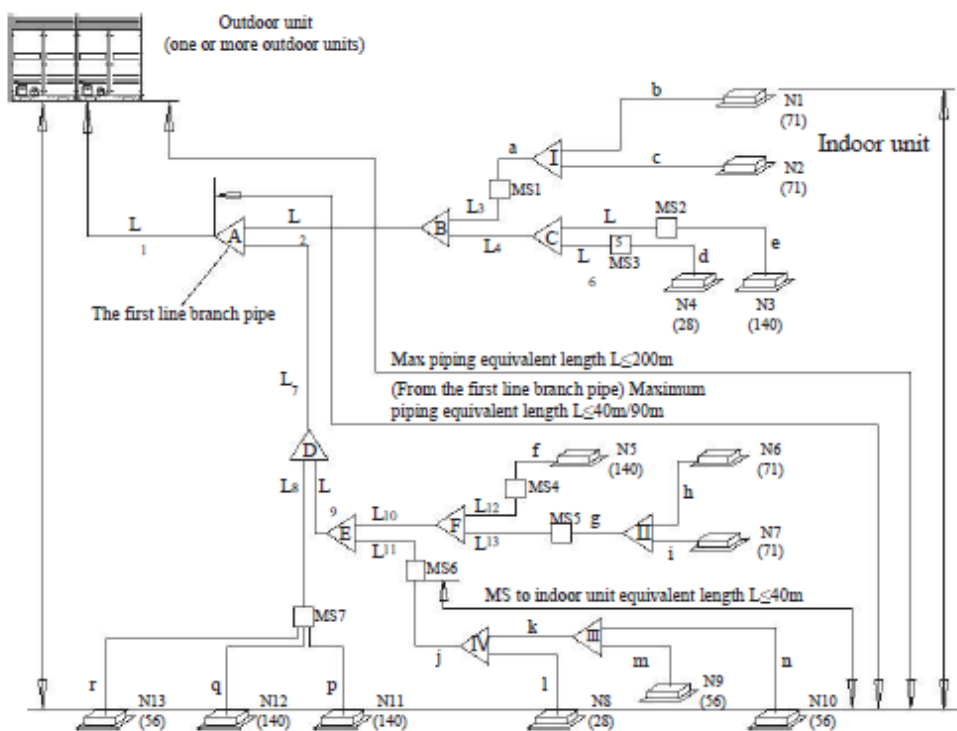 Outdoor unit
(one or more outdoor units)
b
N1
(71)
Indoor unit
a
I
c
N2
(71)
MS1
L3
L
2
B
L4
C
L
5
MS2
L
6
MS3
d
e
L
1
A
N4
(28)
N3
(140)
The first line branch pipe
Max piping equivalent length L≤200m
(From the first line branch pipe) Maximum
piping equivalent length L≤40m/90m
L7
D
f
N5
(140)
N6
(71)
L8
L
9
MS4
h
L10
L12
F
MS5
g
II
N7
(71)
E
L11
L13
i
MS6
MS to indoor unit equivalent length L≤40m
MS7
k
III
IV
j
m
n
r
q
p
l
N9
(56)
N13
(56)
N12
(140)
N11
(140)
N8
(28)
N10
(56)